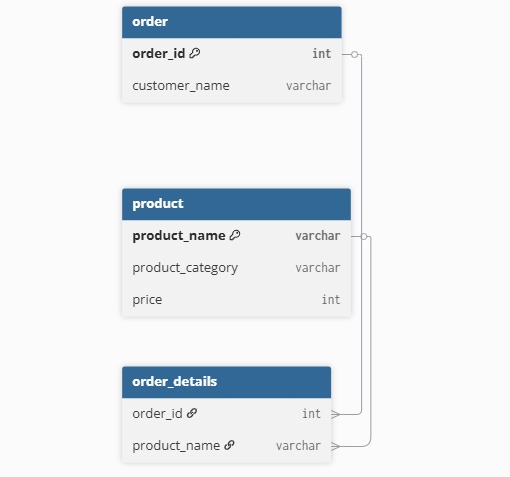 order
order_id int
customer_name varchar
product
product_name varchar
product_category varchar
price int
order_details
order_id int
product_name varchar